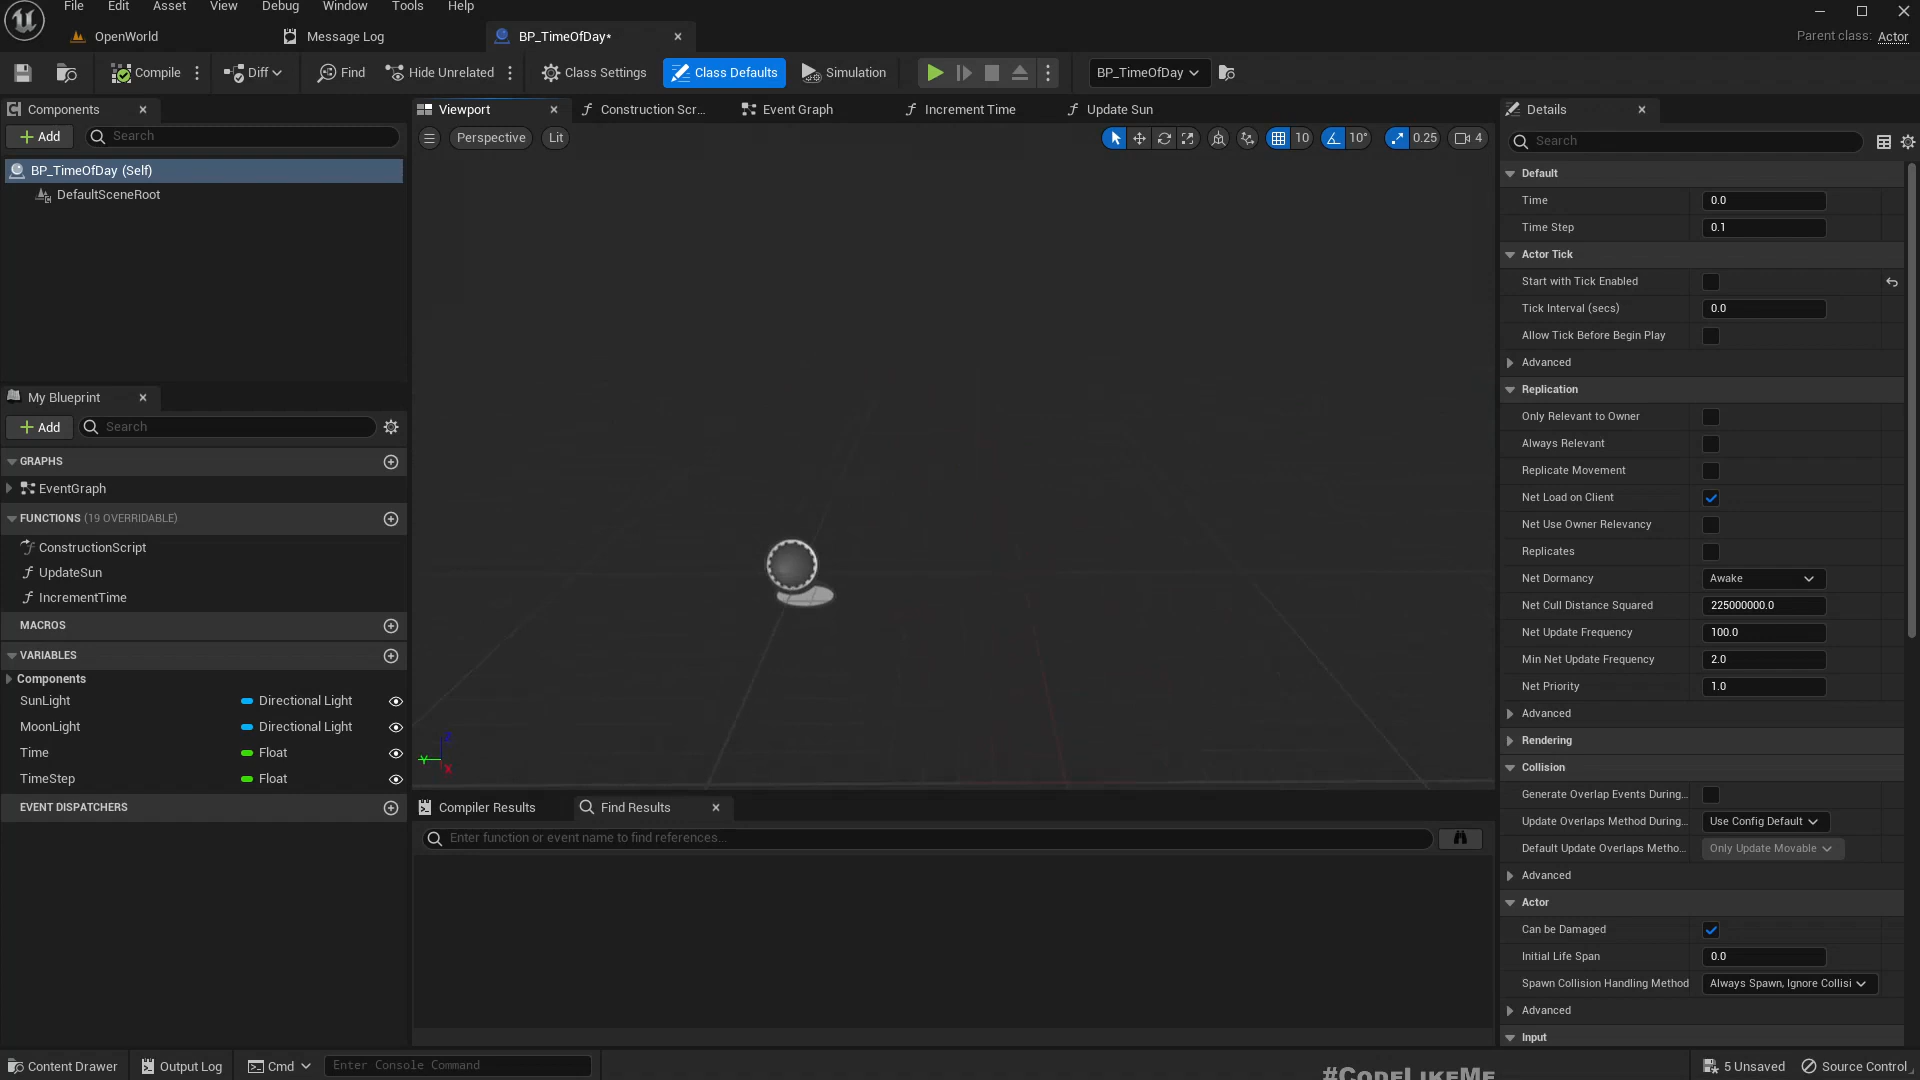 File Edit Asset View Debug Window Tools Help
OpenWorld Message Log BP_TimeOfDay* Parent class: Actor
Compile Diff Find Hide Unrelated Class Settings Class Defaults Simulation BP_TimeOfDay
Components
Add Search
BP_TimeOfDay (Self)
DefaultSceneRoot
My Blueprint
Add Search
GRAPHS
EventGraph
FUNCTIONS (19 OVERRIDABLE)
ConstructionScript
UpdateSun
IncrementTime
MACROS
VARIABLES
Components
SunLight Directional Light
MoonLight Directional Light
Time Float
TimeStep Float
EVENT DISPATCHERS
Viewport Construction Scr... Event Graph Increment Time Update Sun
Perspective Lit 10 10° 0.25 4
Z
Y
X
Compiler Results Find Results
Enter function or event name to find references...
Details
Search
Default
Time 0.0
Time Step 0.1
Actor Tick
Start with Tick Enabled
Tick Interval (secs) 0.0
Allow Tick Before Begin Play
Advanced
Replication
Only Relevant to Owner
Always Relevant
Replicate Movement
Net Load on Client
Net Use Owner Relevancy
Replicates
Net Dormancy Awake
Net Cull Distance Squared 225000000.0
Net Update Frequency 100.0
Min Net Update Frequency 2.0
Net Priority 1.0
Advanced
Rendering
Collision
Generate Overlap Events During...
Update Overlaps Method During... Use Config Default
Default Update Overlaps Metho... Only Update Movable
Advanced
Actor
Can be Damaged
Initial Life Span 0.0
Spawn Collision Handling Method Always Spawn, Ignore Collisi
Advanced
Input
Content Drawer Output Log Cmd Enter Console Command #CodeLikeMe 5 Unsaved Source Control